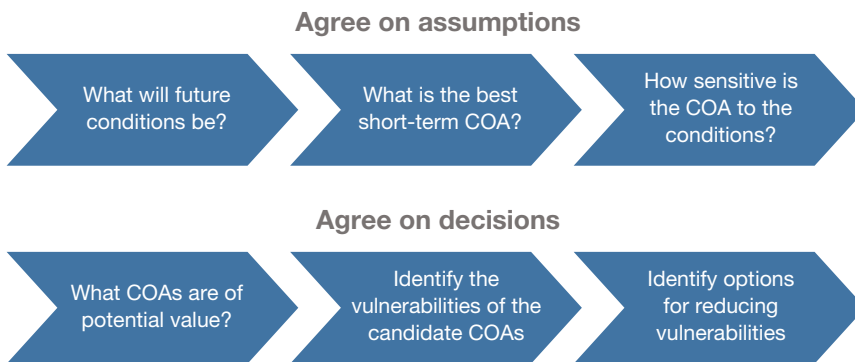 Agree on assumptions
What will future
conditions be?
What is the best
short-term COA?
How sensitive is
the COA to the
conditions?
Agree on decisions
What COAs are of
potential value?
Identify the
vulnerabilities of the
candidate COAs
Identify options
for reducing
vulnerabilities